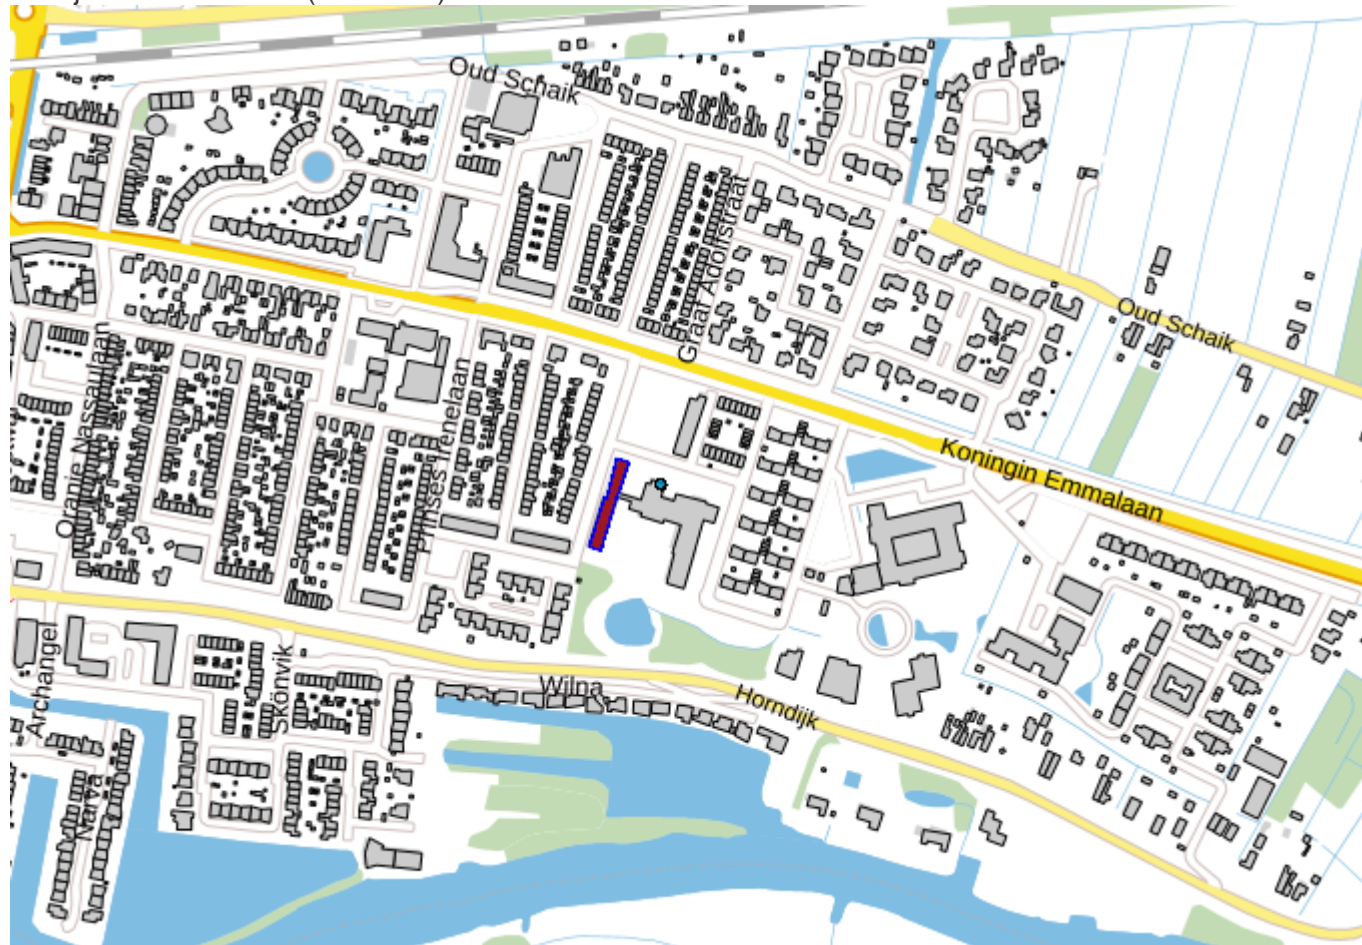 Oud Schaik
Graaf Adolfstraat
Oud Schaik
Oranje Nassaulaan
Prinses Irenelaan
Koningin Emmalaan
Archangel
Skönvik
Wilna
Horndijk
Narva